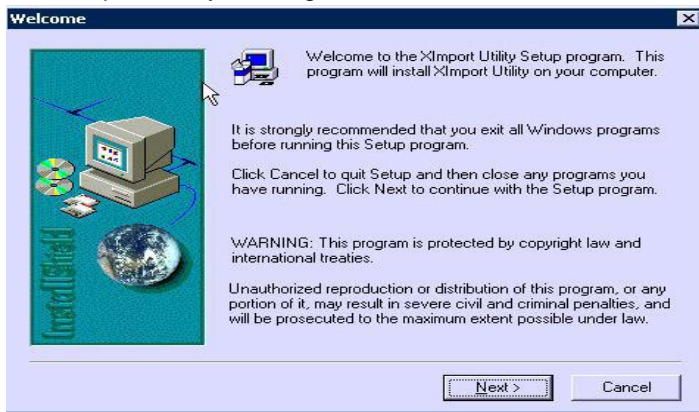 Welcome
Welcome to the XImport Utility Setup program. This
program will install XImport Utility on your computer.
It is strongly recommended that you exit all Windows programs
before running this Setup program.
Click Cancel to quit Setup and then close any programs you
have running. Click Next to continue with the Setup program.
WARNING: This program is protected by copyright law and
international treaties.
Unauthorized reproduction or distribution of this program, or any
portion of it, may result in severe civil and criminal penalties, and
will be prosecuted to the maximum extent possible under law.
InstallShield
Next >
Cancel